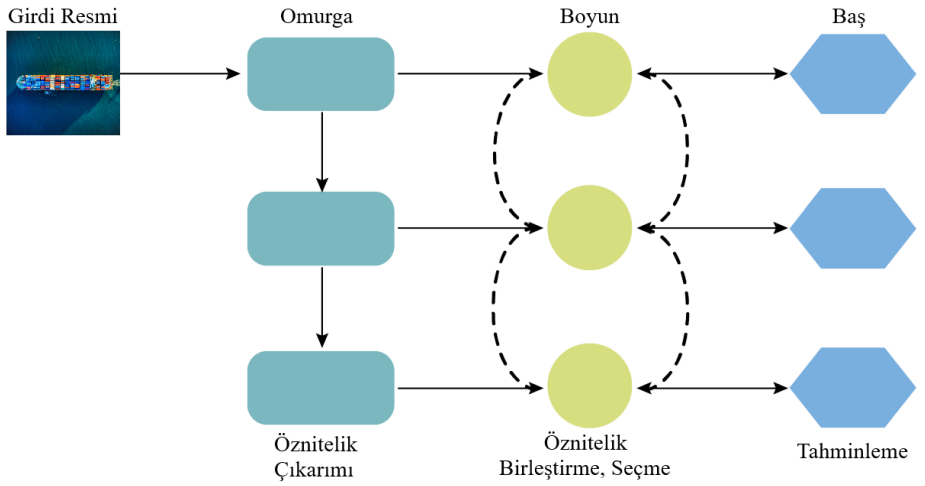 Girdi Resmi
Omurga
Boyun
Baş
Öznitelik
Çıkarımı
Öznitelik
Birleştirme, Seçme
Tahminleme